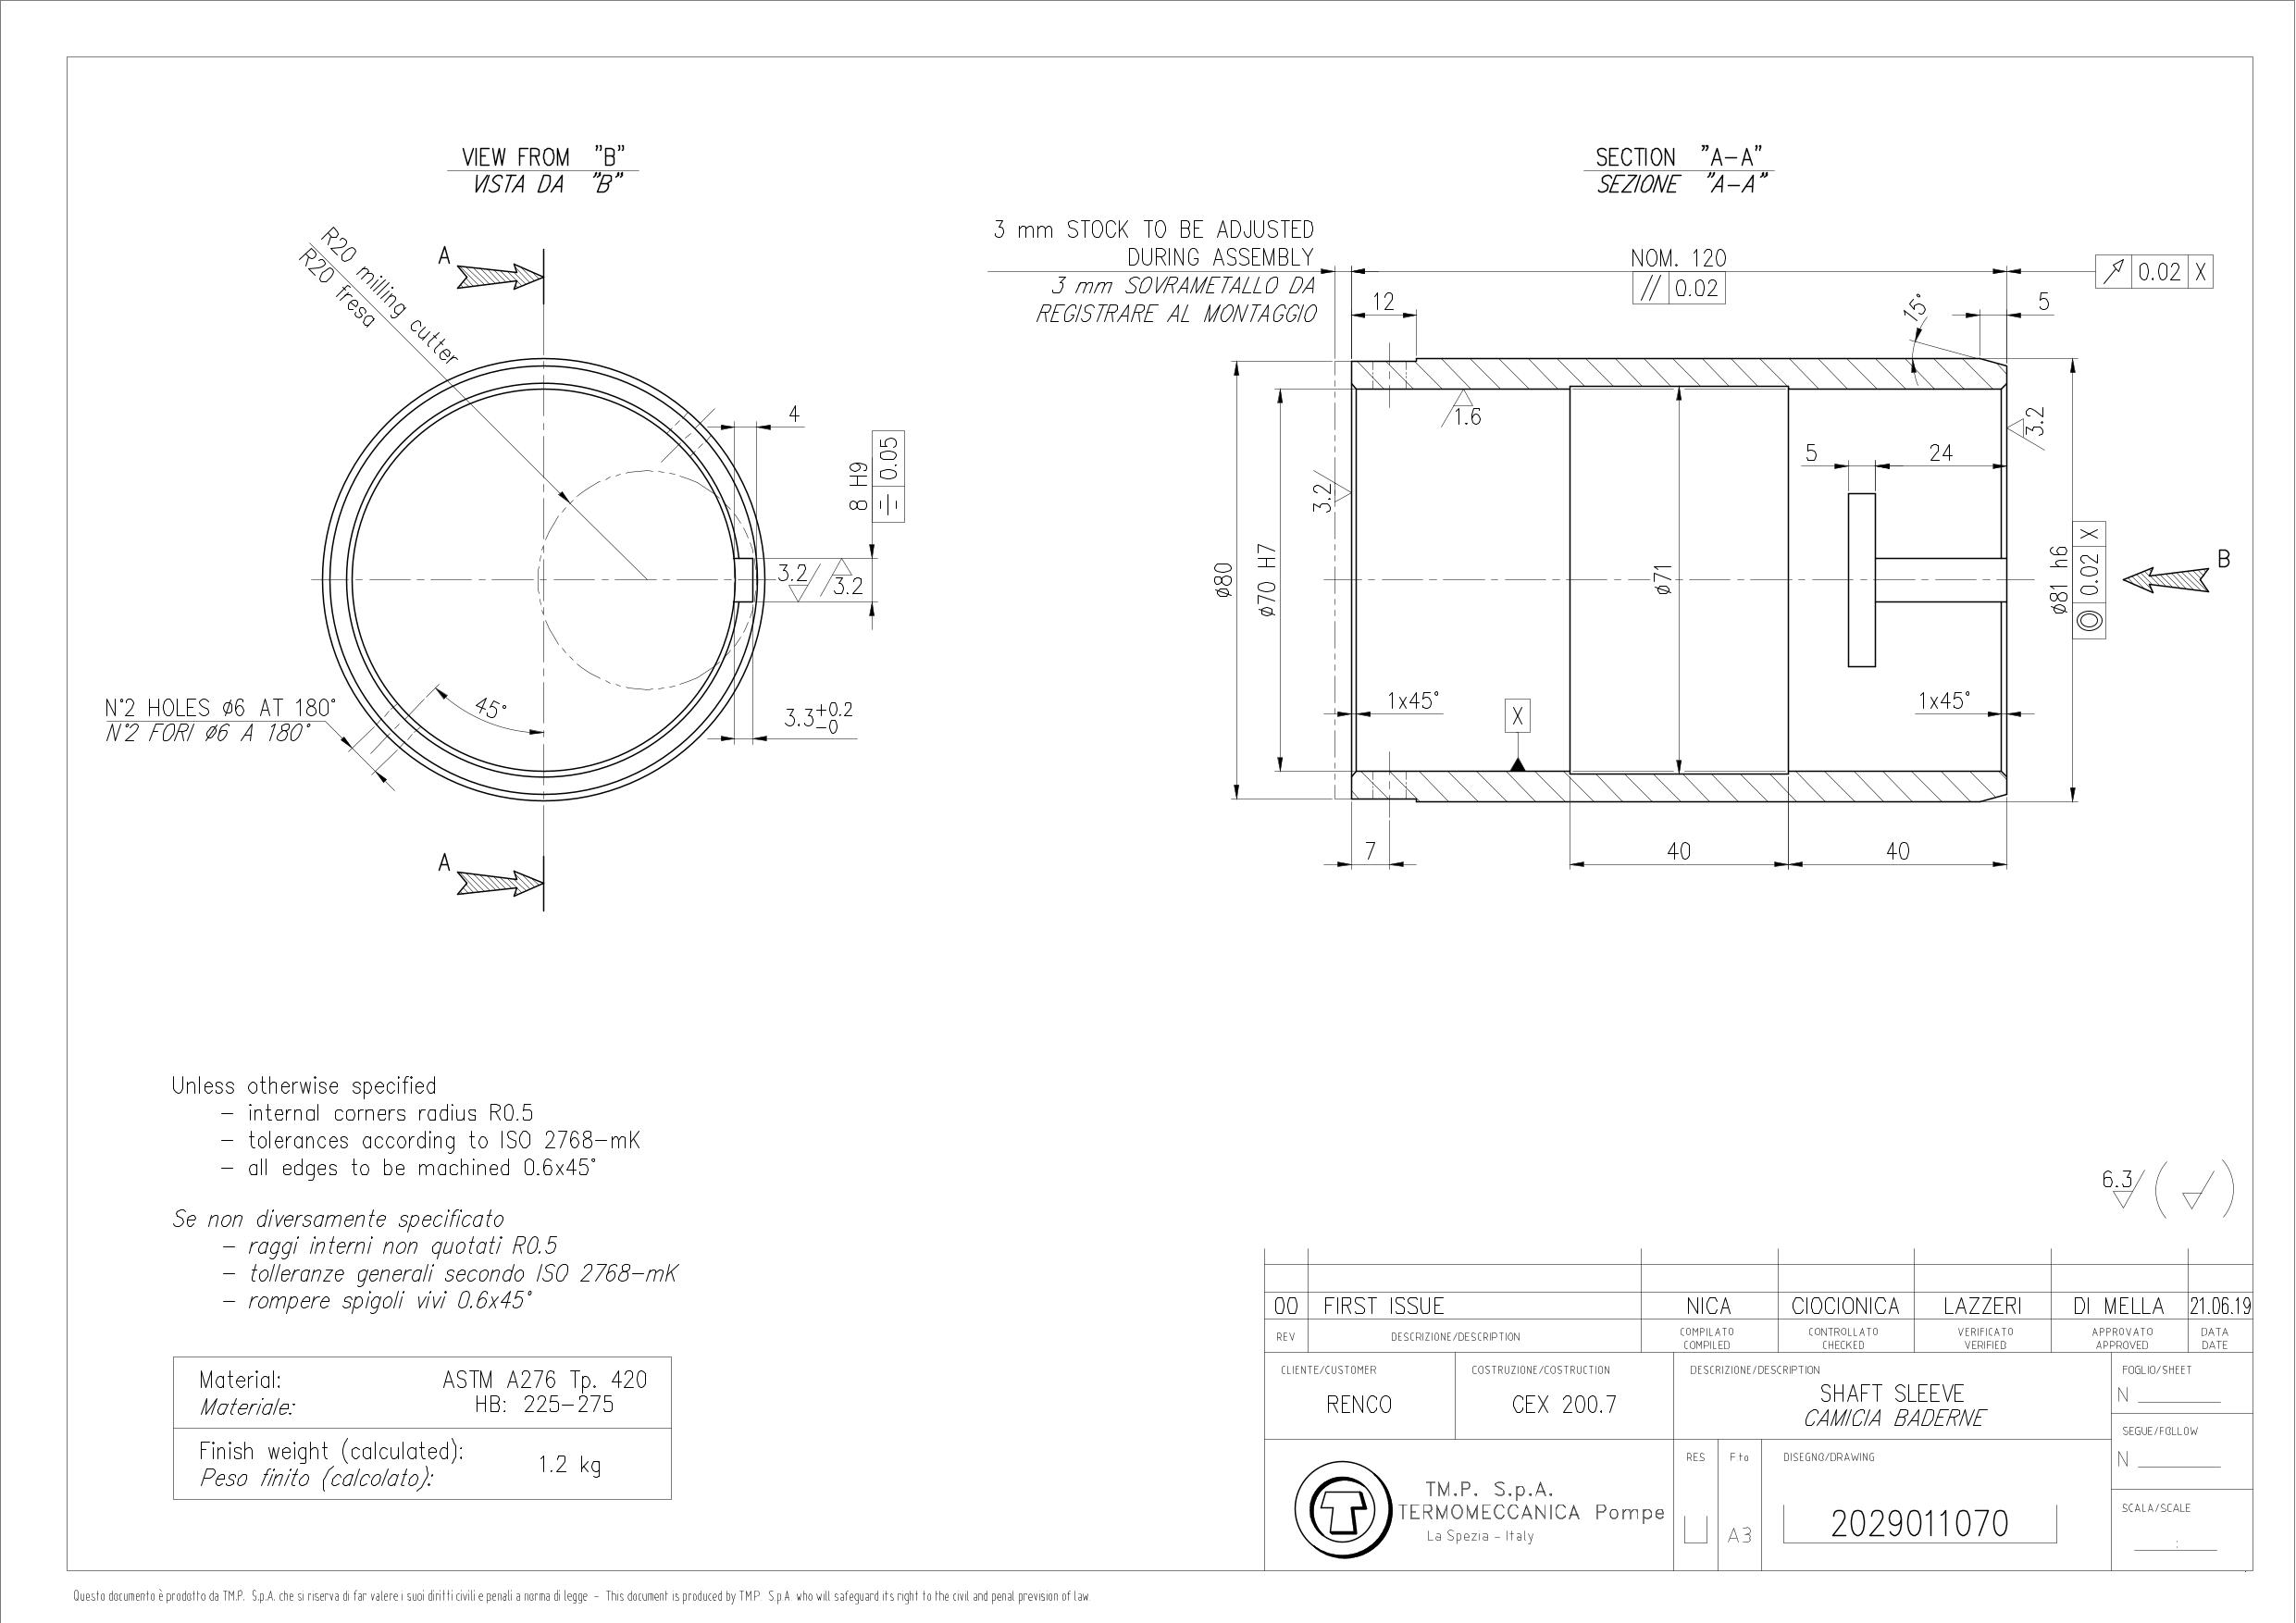 VIEW FROM "B"
VISTA DA "B"
SECTION "A-A"
SEZIONE "A-A"
R20 milling cutter
R20 fresa
A
4
8 H9
0.05
3.2
3.2
N°2 HOLES ø6 AT 180°
N°2 FORI ø6 A 180°
45°
3.3+0.2
-0
A
3 mm STOCK TO BE ADJUSTED
DURING ASSEMBLY
3 mm SOVRAMETALLO DA
REGISTRARE AL MONTAGGIO
NOM. 120
// 0.02
0.02 X
12
15°
5
1.6
3.2
3.2
5
24
ø80
ø70 H7
ø71
ø81 h6
0.02 X
B
1x45°
X
1x45°
7
40
40
Unless otherwise specified
- internal corners radius R0.5
- tolerances according to ISO 2768-mK
- all edges to be machined 0.6x45°
Se non diversamente specificato
- raggi interni non quotati R0.5
- tolleranze generali secondo ISO 2768-mK
- rompere spigoli vivi 0.6x45°
Material: ASTM A276 Tp. 420
Materiale: HB: 225-275
Finish weight (calculated): 1.2 kg
Peso finito (calcolato):
6.3
00 FIRST ISSUE NICA CIOCIONICA LAZZERI DI MELLA 21.06.19
REV DESCRIZIONE/DESCRIPTION COMPILATO CONTROLLATO VERIFICATO APPROVATO DATA
COMPILED CHECKED VERIFIED APPROVED DATE
CLIENTE/CUSTOMER COSTRUZIONE/COSTRUCTION DESCRIZIONE/DESCRIPTION FOGLIO/SHEET
RENCO CEX 200.7 SHAFT SLEEVE N
CAMICIA BADERNE
SEGUE/FOLLOW
N
RES Fto DISEGNO/DRAWING
T
TM.P. S.p.A.
TERMOMECCANICA Pompe
La Spezia - Italy
A3
2029011070
SCALA/SCALE
:
Questo documento è prodotto da TM.P. S.p.A. che si riserva di far valere i suoi diritti civili e penali a norma di legge - This document is produced by TM.P. S.p.A. who will safeguard its right to the civil and penal prevision of law